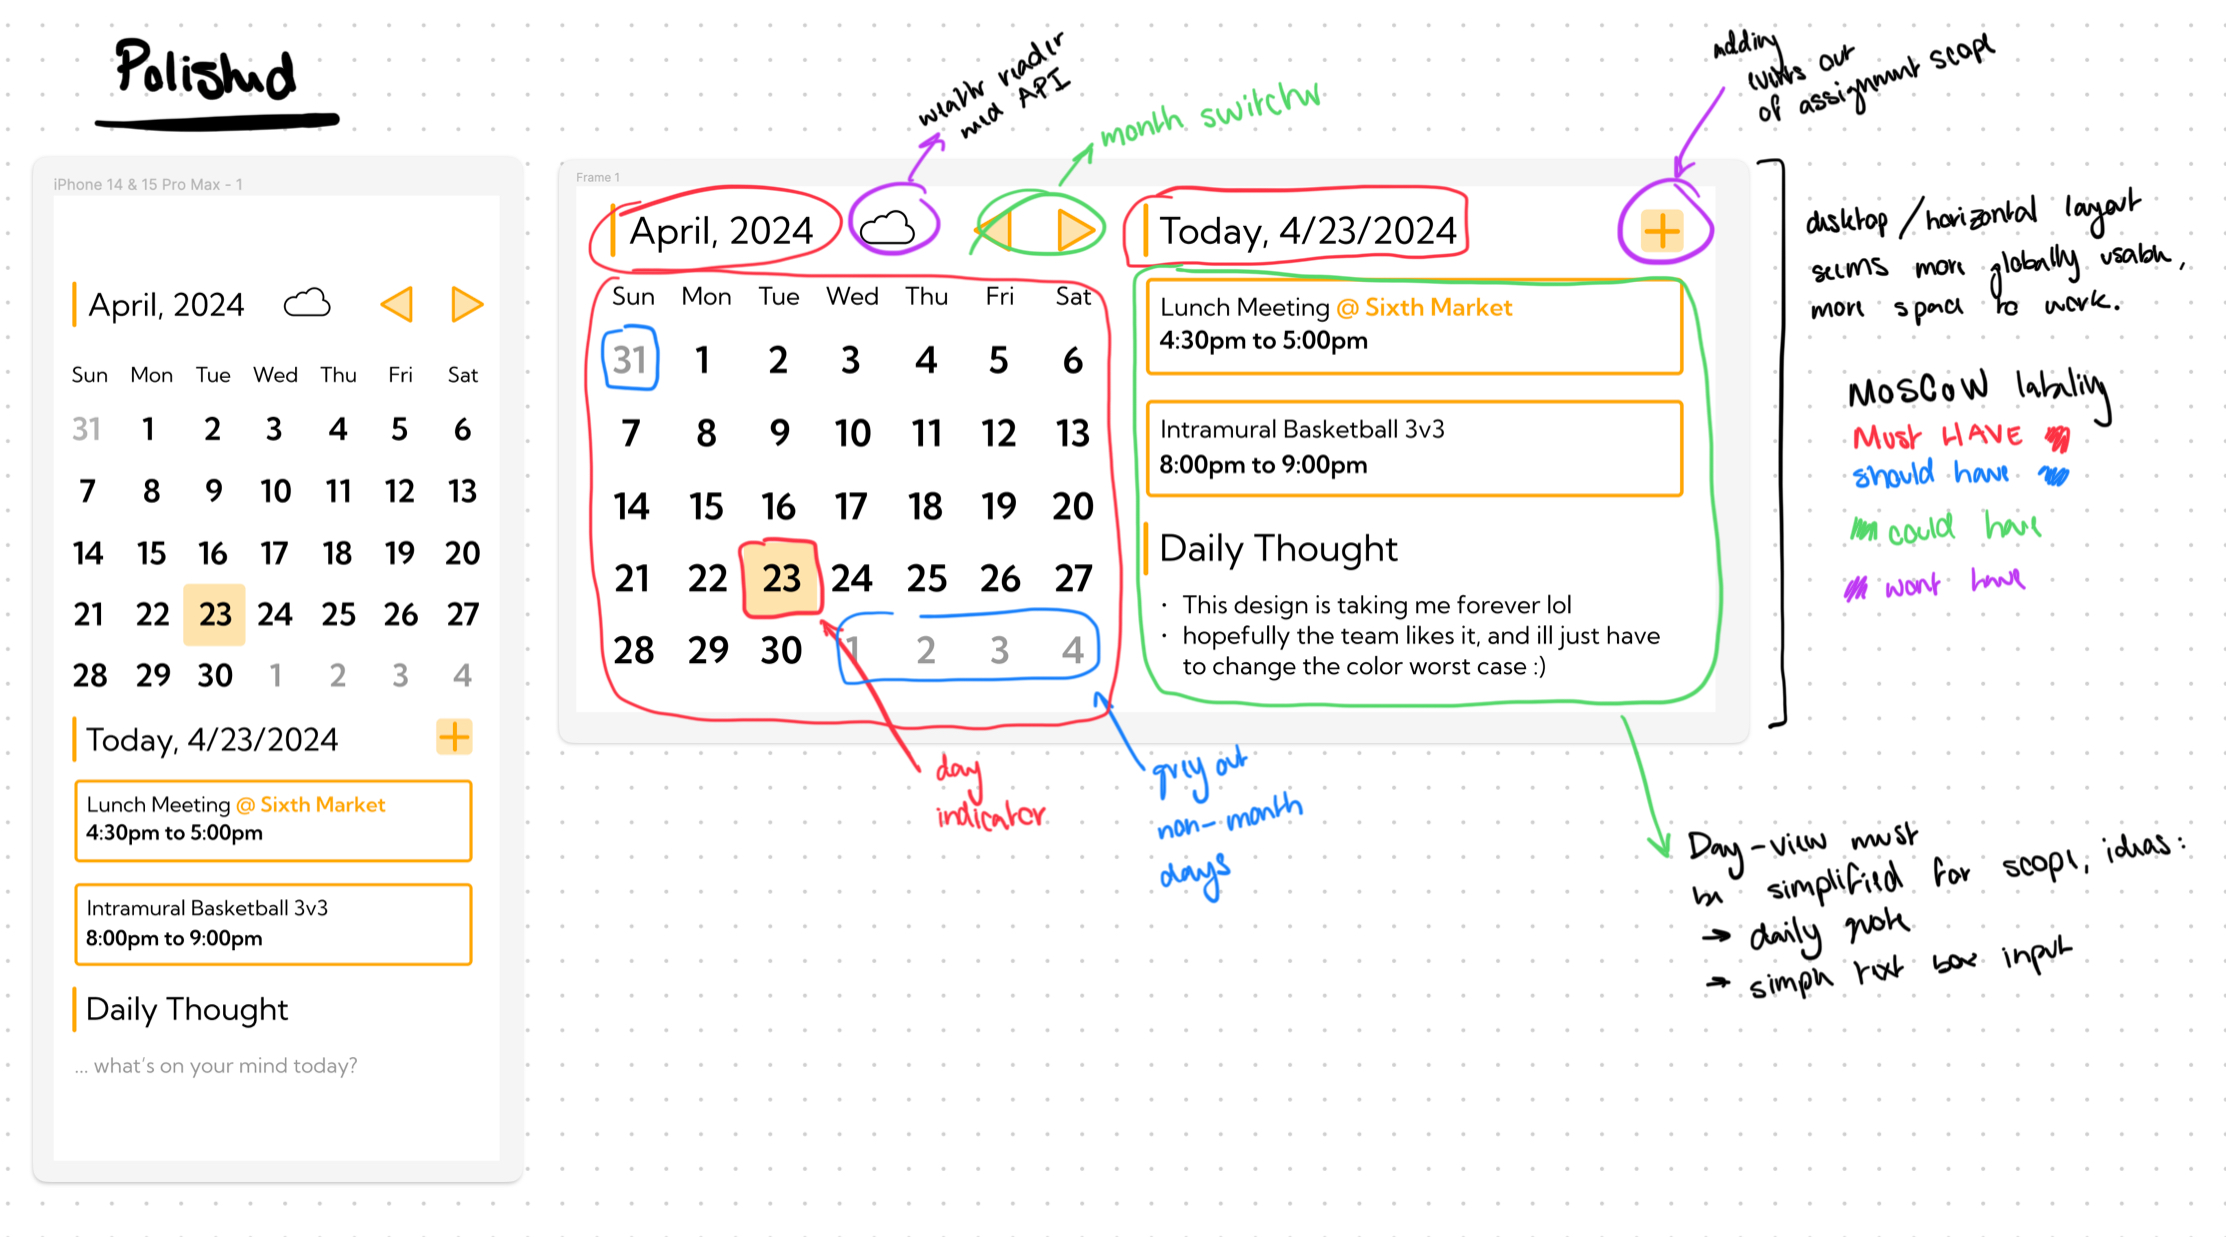 Polished
weather reader
need API
month switcher
adding
events out
of assignment scope
iPhone 14 & 15 Pro Max - 1
April, 2024
Sun Mon Tue Wed Thu Fri Sat
31 1 2 3 4 5 6
7 8 9 10 11 12 13
14 15 16 17 18 19 20
21 22 23 24 25 26 27
28 29 30 1 2 3 4
Today, 4/23/2024
+
Lunch Meeting @ Sixth Market
4:30pm to 5:00pm
Intramural Basketball 3v3
8:00pm to 9:00pm
Daily Thought
... what's on your mind today?
Frame 1
April, 2024
Sun Mon Tue Wed Thu Fri Sat
31 1 2 3 4 5 6
7 8 9 10 11 12 13
14 15 16 17 18 19 20
21 22 23 24 25 26 27
28 29 30 1 2 3 4
Today, 4/23/2024
+
Lunch Meeting @ Sixth Market
4:30pm to 5:00pm
Intramural Basketball 3v3
8:00pm to 9:00pm
Daily Thought
• This design is taking me forever lol
• hopefully the team likes it, and ill just have
to change the color worst case :)
day
indicator
grey out
non-month
days
desktop / horizontal layout
seems more globally usable,
more space to work.
MoSCoW labeling
Must HAVE
should have
could have
wont have
Day-view must
be simplified for scope, ideas:
→ daily note
→ simple text box input